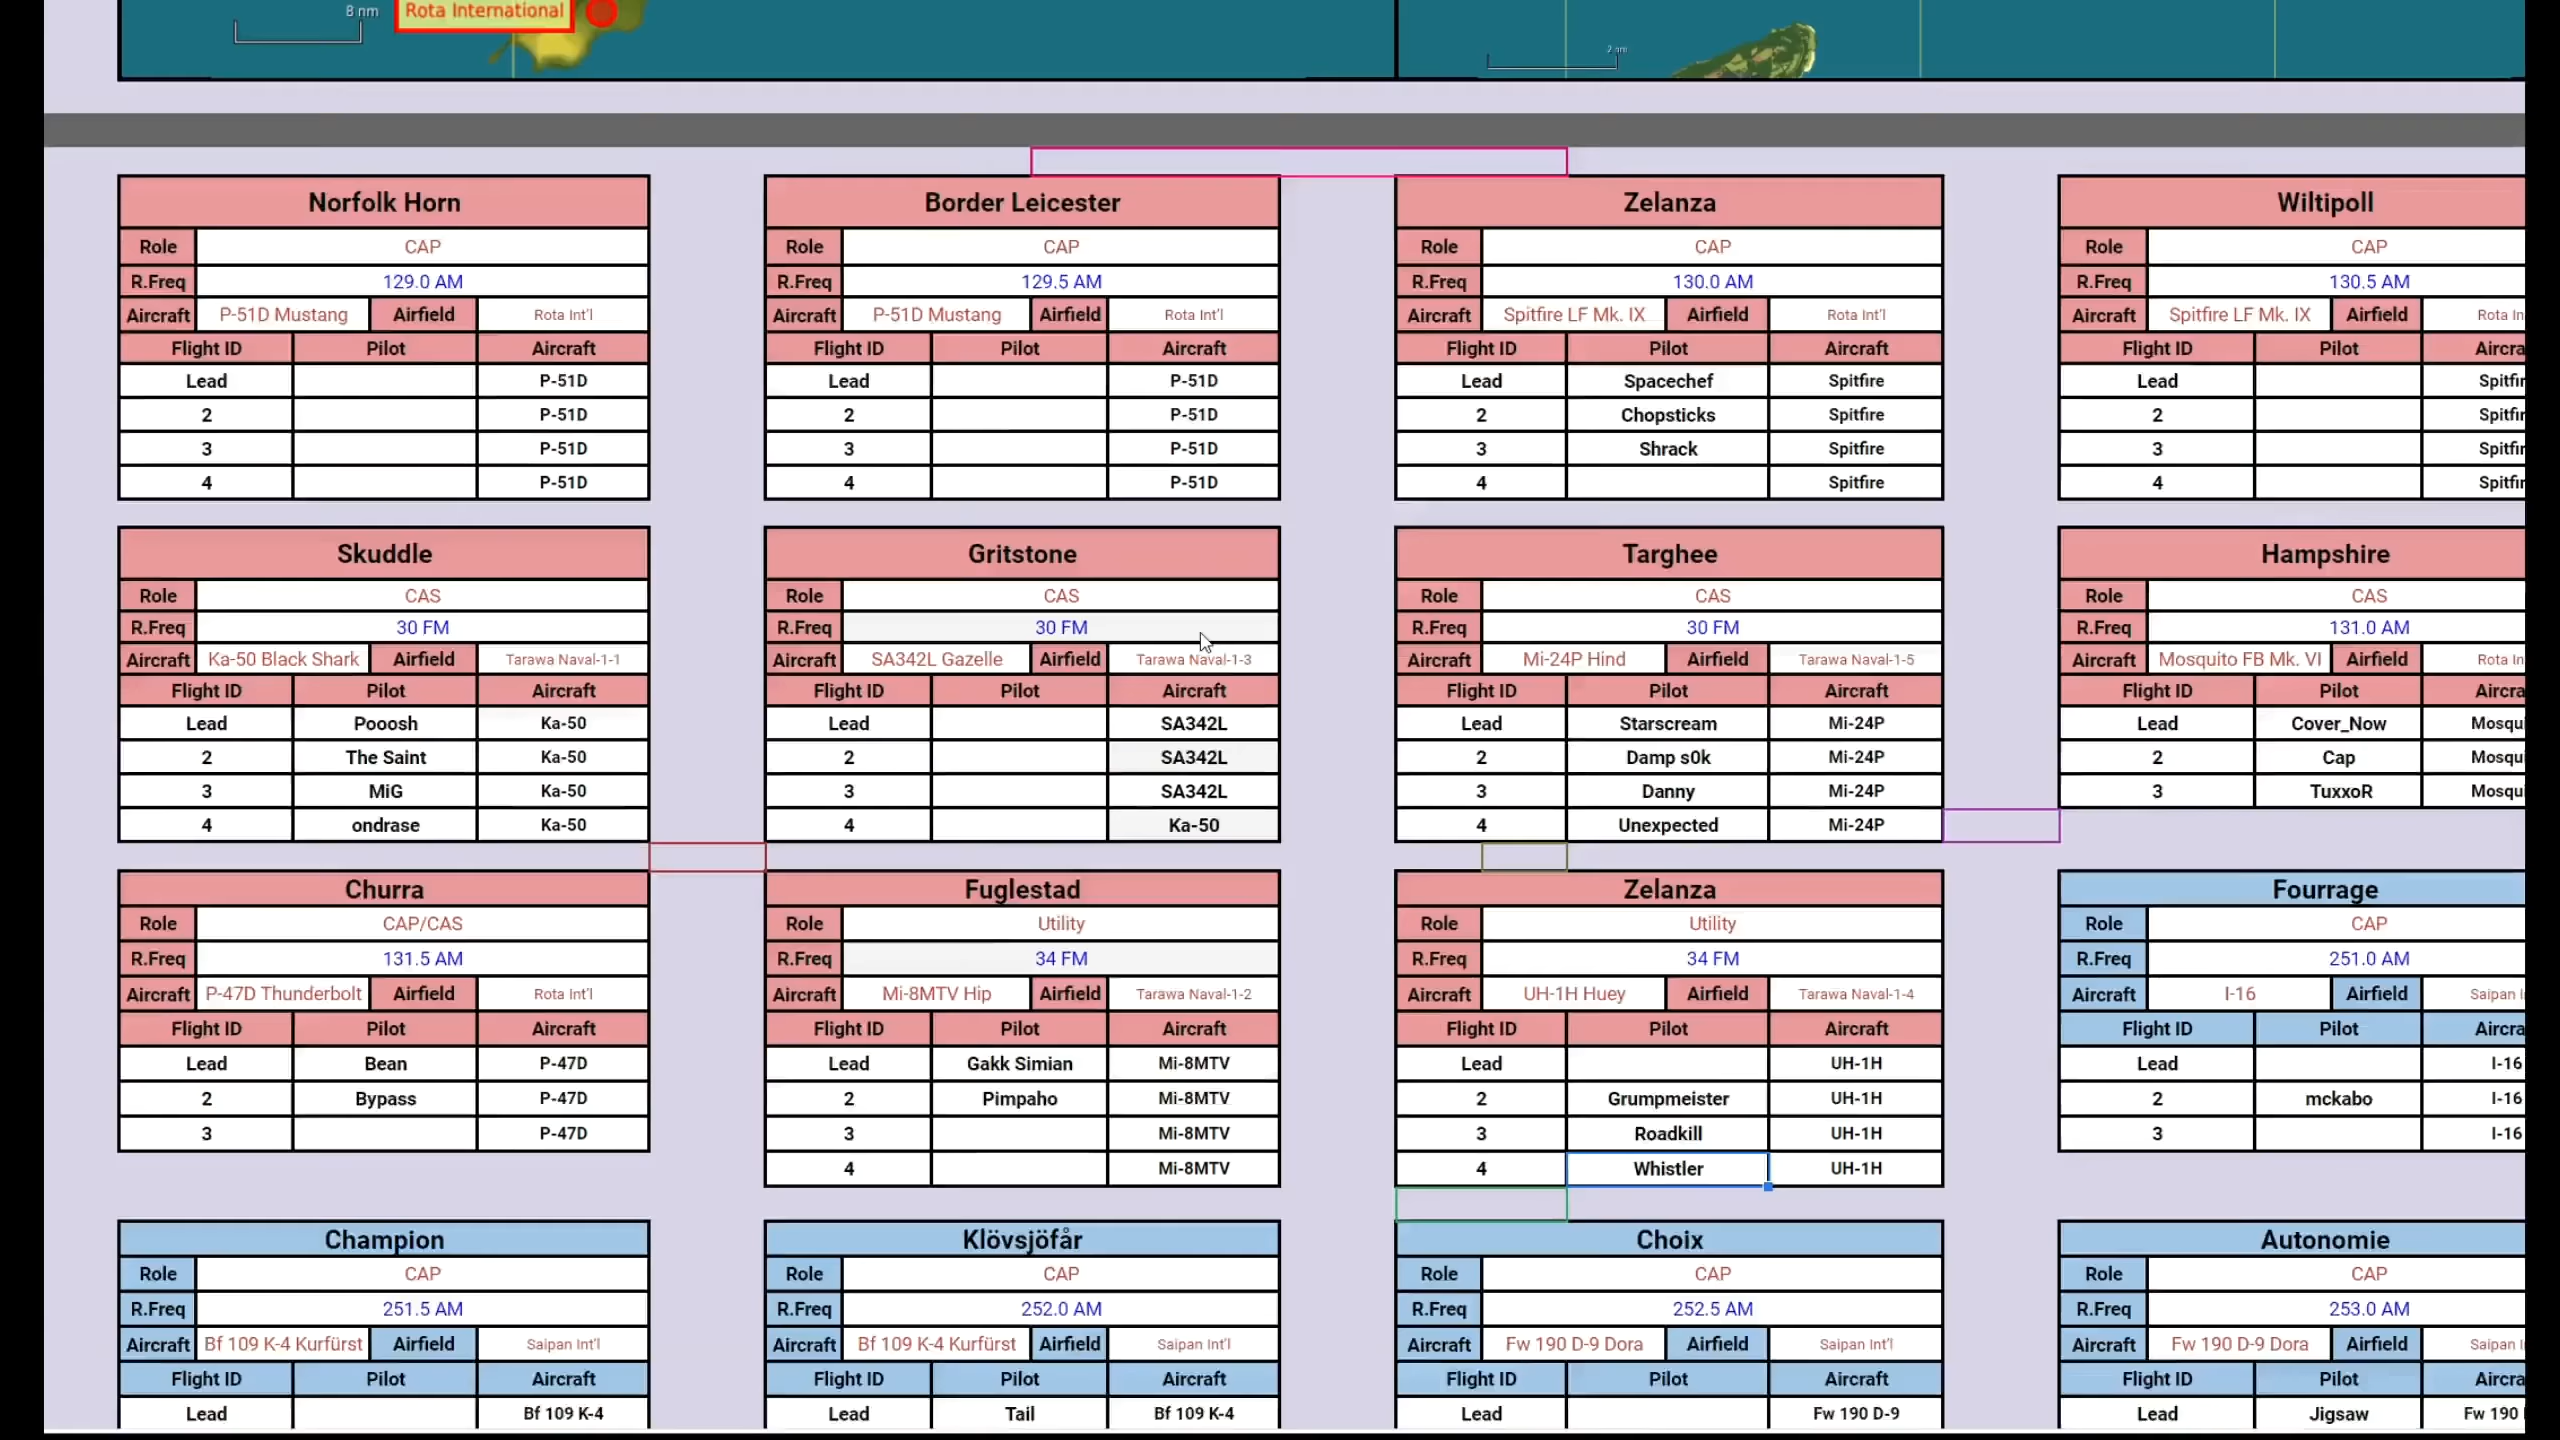 8 nm
Rota International
2 nm
Norfolk Horn
Role CAP
R.Freq 129.0 AM
Aircraft P-51D Mustang Airfield Rota Int'l
Flight ID Pilot Aircraft
Lead P-51D
2 P-51D
3 P-51D
4 P-51D
Border Leicester
Role CAP
R.Freq 129.5 AM
Aircraft P-51D Mustang Airfield Rota Int'l
Flight ID Pilot Aircraft
Lead P-51D
2 P-51D
3 P-51D
4 P-51D
Zelanza
Role CAP
R.Freq 130.0 AM
Aircraft Spitfire LF Mk. IX Airfield Rota Int'l
Flight ID Pilot Aircraft
Lead Spacechef Spitfire
2 Chopsticks Spitfire
3 Shrack Spitfire
4 Spitfire
Wiltipoll
Role CAP
R.Freq 130.5 AM
Aircraft Spitfire LF Mk. IX Airfield Rota In
Flight ID Pilot Aircra
Lead Spitfir
2 Spitfir
3 Spitfir
4 Spitfir
Skuddle
Role CAS
R.Freq 30 FM
Aircraft Ka-50 Black Shark Airfield Tarawa Naval-1-1
Flight ID Pilot Aircraft
Lead Pooosh Ka-50
2 The Saint Ka-50
3 MiG Ka-50
4 ondrase Ka-50
Gritstone
Role CAS
R.Freq 30 FM
Aircraft SA342L Gazelle Airfield Tarawa Naval-1-3
Flight ID Pilot Aircraft
Lead SA342L
2 SA342L
3 SA342L
4 Ka-50
Targhee
Role CAS
R.Freq 30 FM
Aircraft Mi-24P Hind Airfield Tarawa Naval-1-5
Flight ID Pilot Aircraft
Lead Starscream Mi-24P
2 Damp s0k Mi-24P
3 Danny Mi-24P
4 Unexpected Mi-24P
Hampshire
Role CAS
R.Freq 131.0 AM
Aircraft Mosquito FB Mk. VI Airfield Rota In
Flight ID Pilot Aircra
Lead Cover_Now Mosqu
2 Cap Mosqu
3 TuxxoR Mosqu
Churra
Role CAP/CAS
R.Freq 131.5 AM
Aircraft P-47D Thunderbolt Airfield Rota Int'l
Flight ID Pilot Aircraft
Lead Bean P-47D
2 Bypass P-47D
3 P-47D
Fuglestad
Role Utility
R.Freq 34 FM
Aircraft Mi-8MTV Hip Airfield Tarawa Naval-1-2
Flight ID Pilot Aircraft
Lead Gakk Simian Mi-8MTV
2 Pimpaho Mi-8MTV
3 Mi-8MTV
4 Mi-8MTV
Zelanza
Role Utility
R.Freq 34 FM
Aircraft UH-1H Huey Airfield Tarawa Naval-1-4
Flight ID Pilot Aircraft
Lead UH-1H
2 Grumpmeister UH-1H
3 Roadkill UH-1H
4 Whistler UH-1H
Fourrage
Role CAP
R.Freq 251.0 AM
Aircraft I-16 Airfield Saipan I
Flight ID Pilot Aircra
Lead I-16
2 mckabo I-16
3 I-16
Champion
Role CAP
R.Freq 251.5 AM
Aircraft Bf 109 K-4 Kurfürst Airfield Saipan Int'l
Flight ID Pilot Aircraft
Lead Bf 109 K-4
Klövsjöfår
Role CAP
R.Freq 252.0 AM
Aircraft Bf 109 K-4 Kurfürst Airfield Saipan Int'l
Flight ID Pilot Aircraft
Lead Tail Bf 109 K-4
Choix
Role CAP
R.Freq 252.5 AM
Aircraft Fw 190 D-9 Dora Airfield Saipan Int'l
Flight ID Pilot Aircraft
Lead Fw 190 D-9
Autonomie
Role CAP
R.Freq 253.0 AM
Aircraft Fw 190 D-9 Dora Airfield Saipan I
Flight ID Pilot Aircra
Lead Jigsaw Fw 190